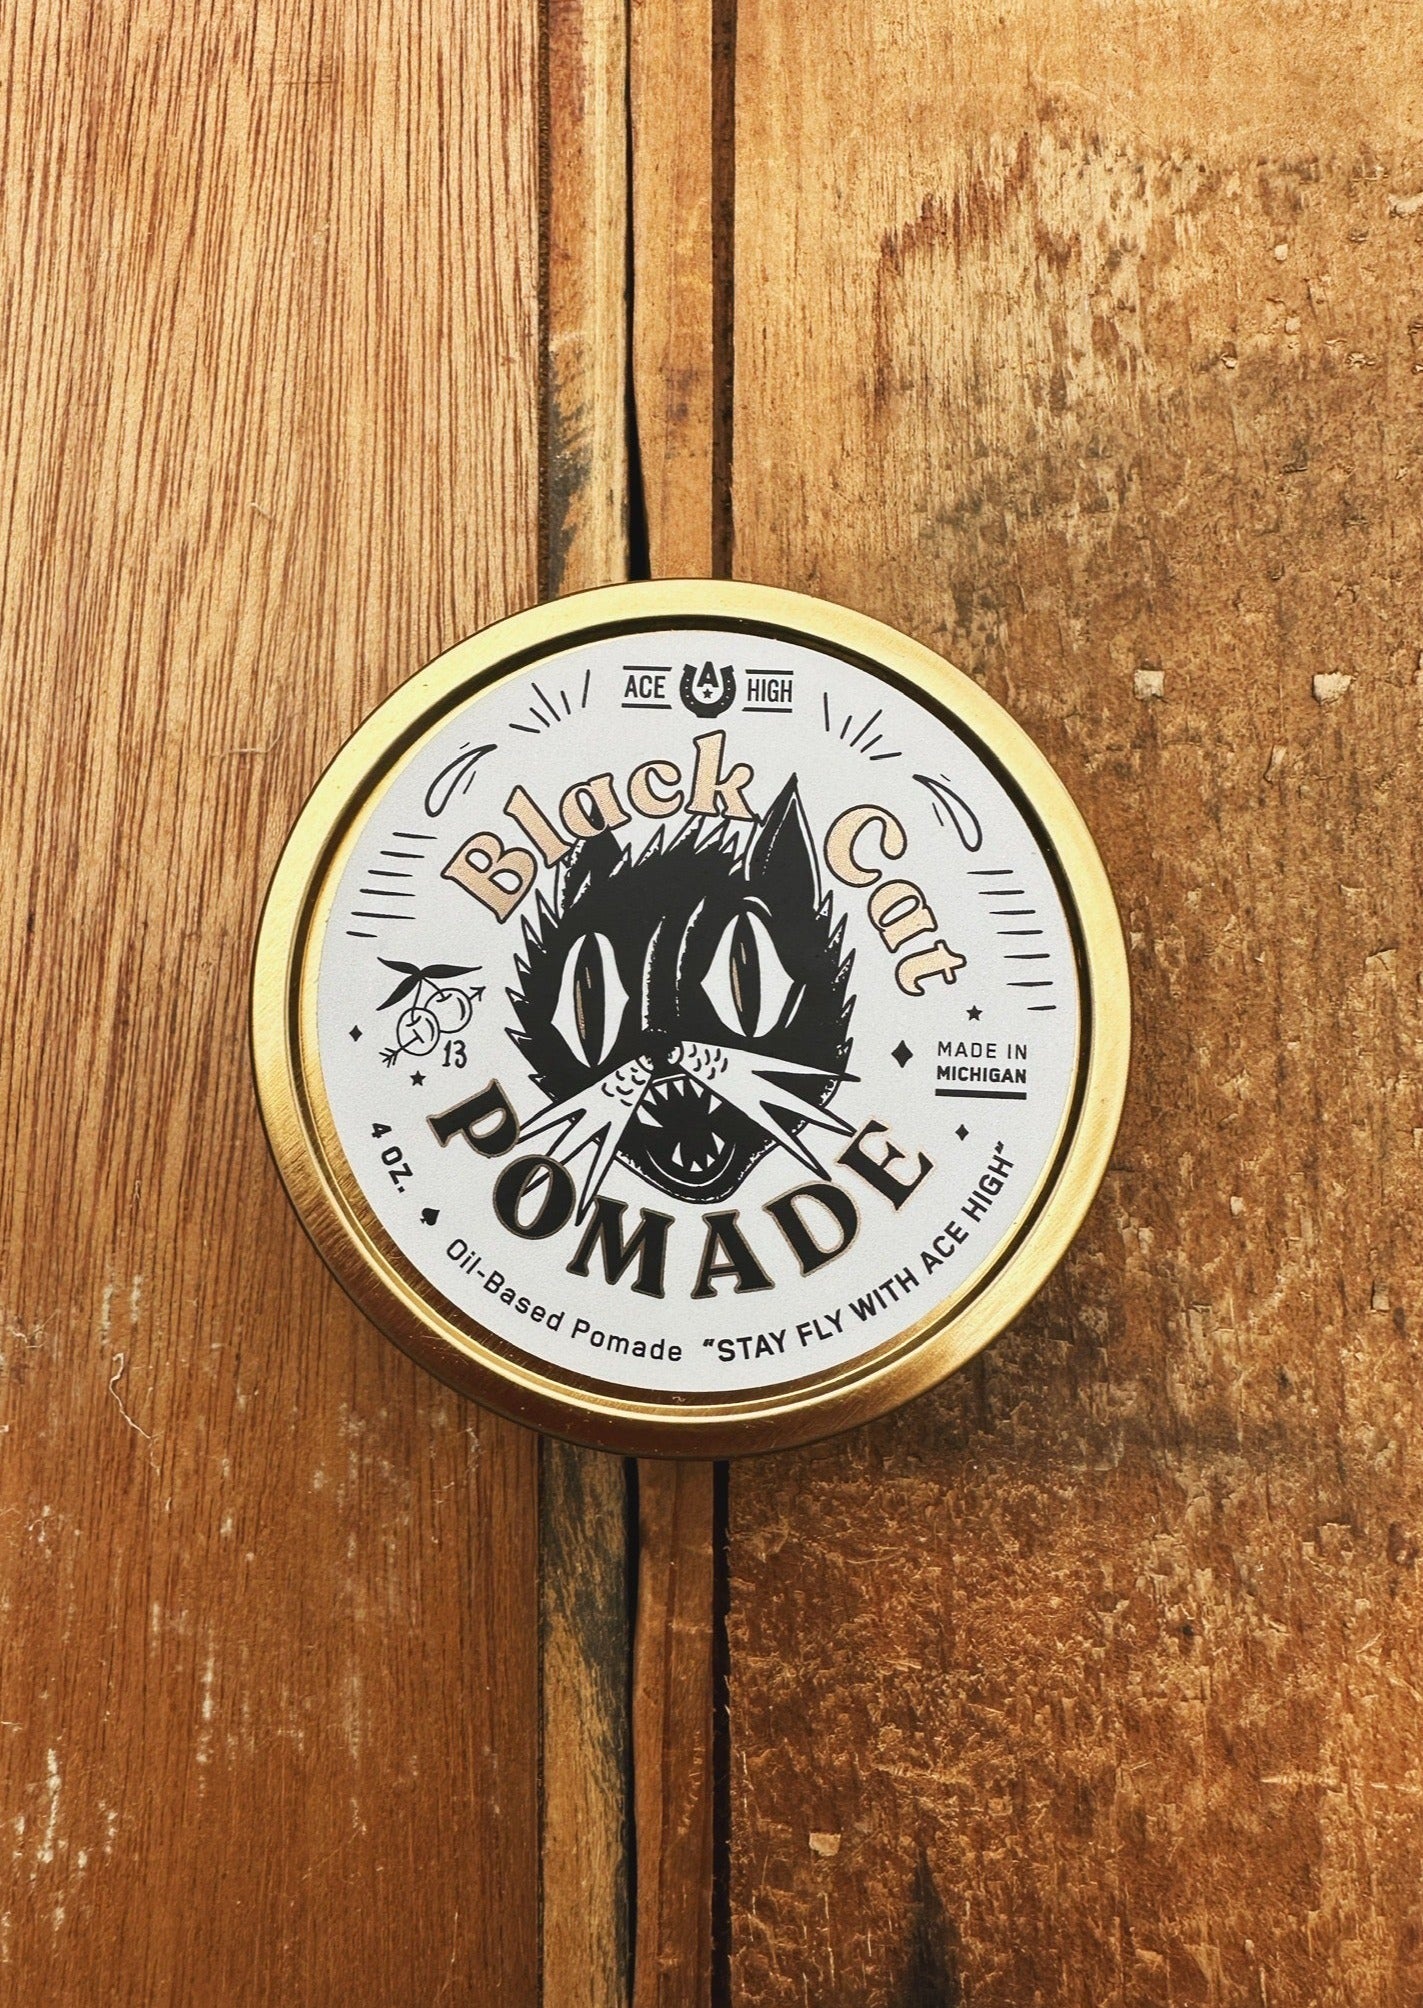 ACE A HIGH
Black Cat
13
MADE IN
MICHIGAN
POMADE
4 OZ.
Oil-Based Pomade
"STAY FLY WITH ACE HIGH"